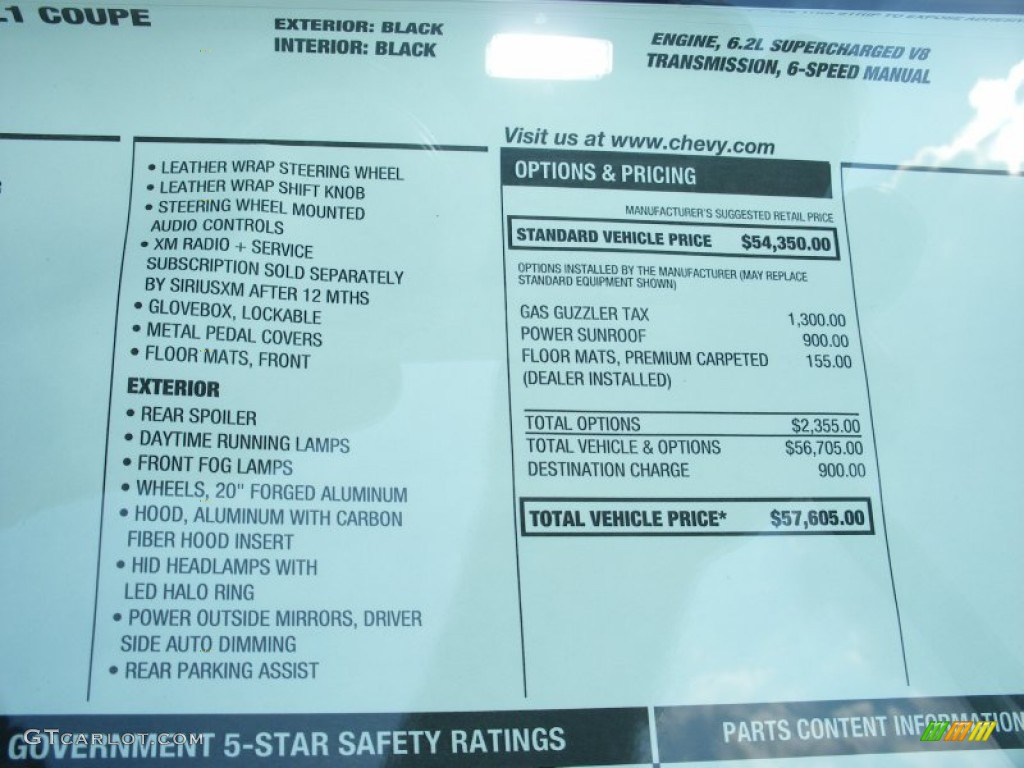 L1 COUPE
EXTERIOR: BLACK
INTERIOR: BLACK
ENGINE, 6.2L SUPERCHARGED V8
TRANSMISSION, 6-SPEED MANUAL
• LEATHER WRAP STEERING WHEEL
• LEATHER WRAP SHIFT KNOB
• STEERING WHEEL MOUNTED
AUDIO CONTROLS
• XM RADIO + SERVICE
SUBSCRIPTION SOLD SEPARATELY
BY SIRIUSXM AFTER 12 MTHS
• GLOVEBOX, LOCKABLE
• METAL PEDAL COVERS
• FLOOR MATS, FRONT
EXTERIOR
• REAR SPOILER
• DAYTIME RUNNING LAMPS
• FRONT FOG LAMPS
• WHEELS, 20" FORGED ALUMINUM
• HOOD, ALUMINUM WITH CARBON
FIBER HOOD INSERT
• HID HEADLAMPS WITH
LED HALO RING
• POWER OUTSIDE MIRRORS, DRIVER
SIDE AUTO DIMMING
• REAR PARKING ASSIST
Visit us at www.chevy.com
OPTIONS & PRICING
MANUFACTURER'S SUGGESTED RETAIL PRICE
STANDARD VEHICLE PRICE $54,350.00
OPTIONS INSTALLED BY THE MANUFACTURER (MAY REPLACE
STANDARD EQUIPMENT SHOWN)
GAS GUZZLER TAX 1,300.00
POWER SUNROOF 900.00
FLOOR MATS, PREMIUM CARPETED 155.00
(DEALER INSTALLED)
TOTAL OPTIONS $2,355.00
TOTAL VEHICLE & OPTIONS $56,705.00
DESTINATION CHARGE 900.00
TOTAL VEHICLE PRICE* $57,605.00
GOVERNMENT 5-STAR SAFETY RATINGS
PARTS CONTENT INFORMATION
GTCARLOT.COM